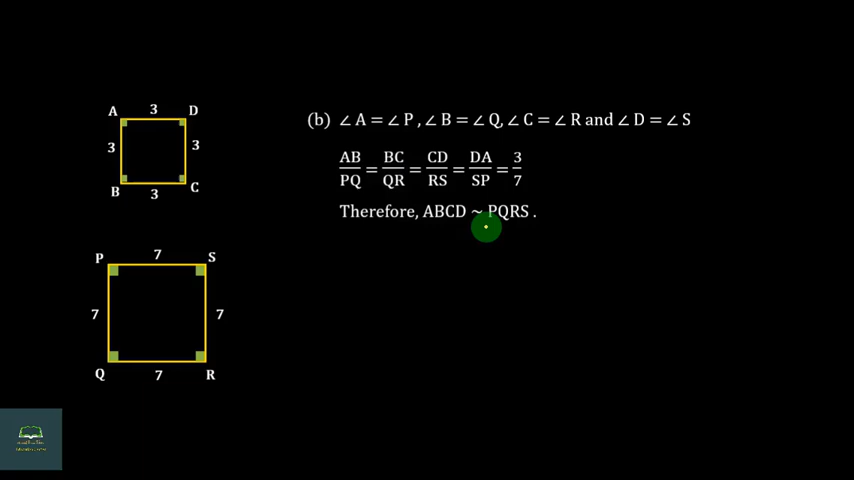 A 3 D
3 3
B 3 C
P 7 S
7 7
Q 7 R
(b) ∠A = ∠P , ∠B = ∠Q, ∠C = ∠R and ∠D = ∠S
AB/PQ = BC/QR = CD/RS = DA/SP = 3/7
Therefore, ABCD ~ PQRS .